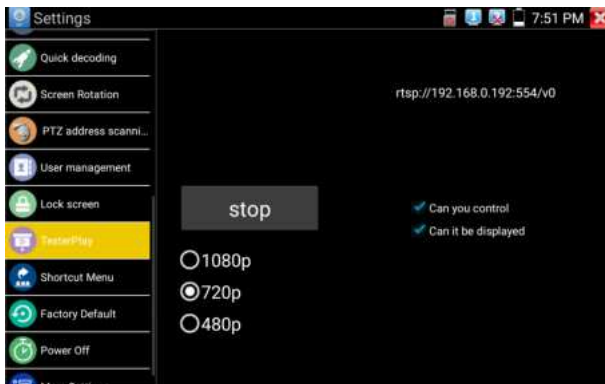 Settings
7:51 PM
Quick decoding
Screen Rotation
PTZ address scanni...
User management
Lock screen
TesterPlay
Shortcut Menu
Factory Default
Power Off
rtsp://192.168.0.192:554/v0
stop
Can you control
Can it be displayed
1080p
720p
480p